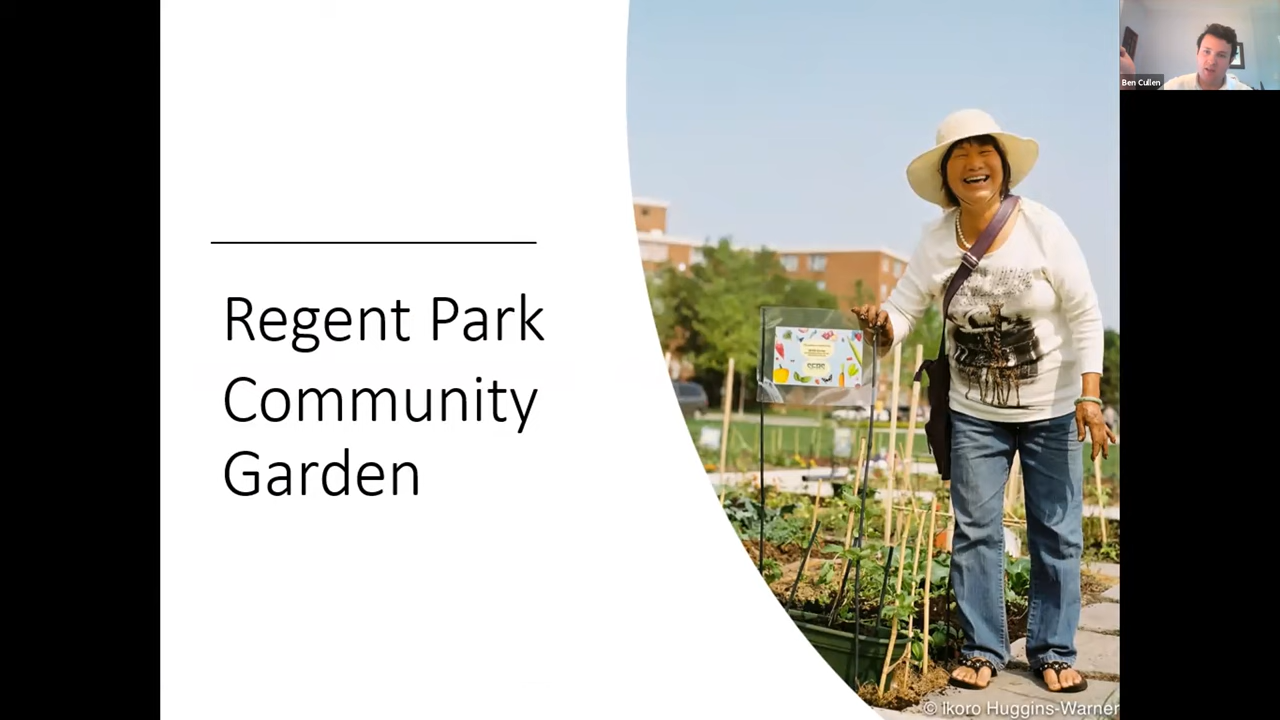 Ben Cullen
Regent Park
Community
Garden
© Ikoro Huggins-Warner